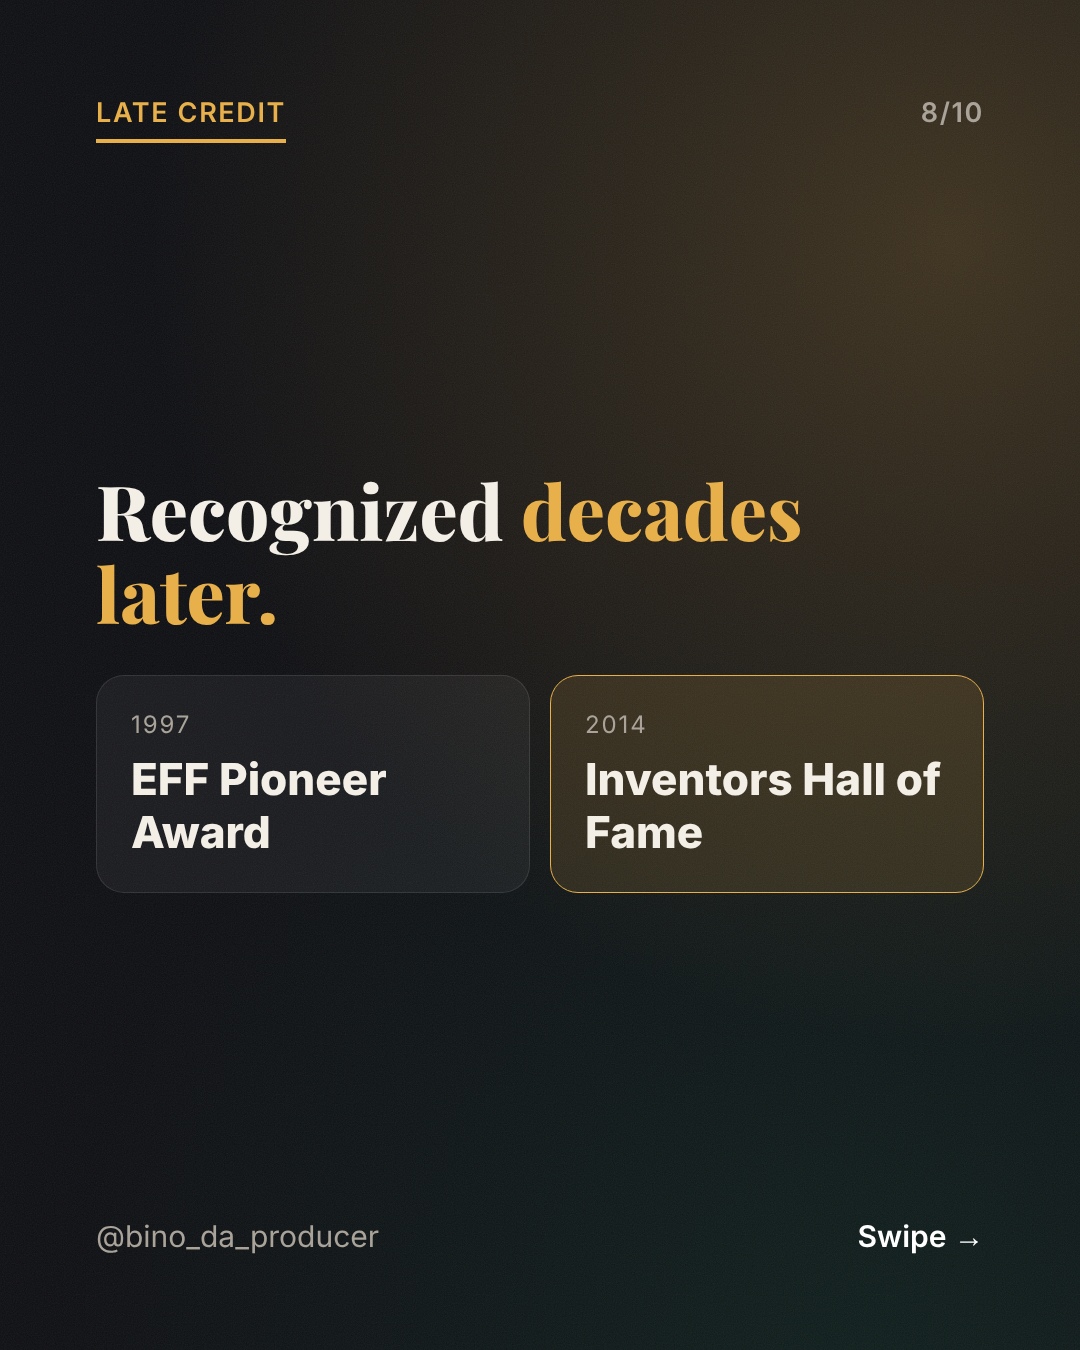 LATE CREDIT
8/10
Recognized decades
later.
1997
EFF Pioneer
Award
2014
Inventors Hall of
Fame
@bino_da_producer
Swipe →